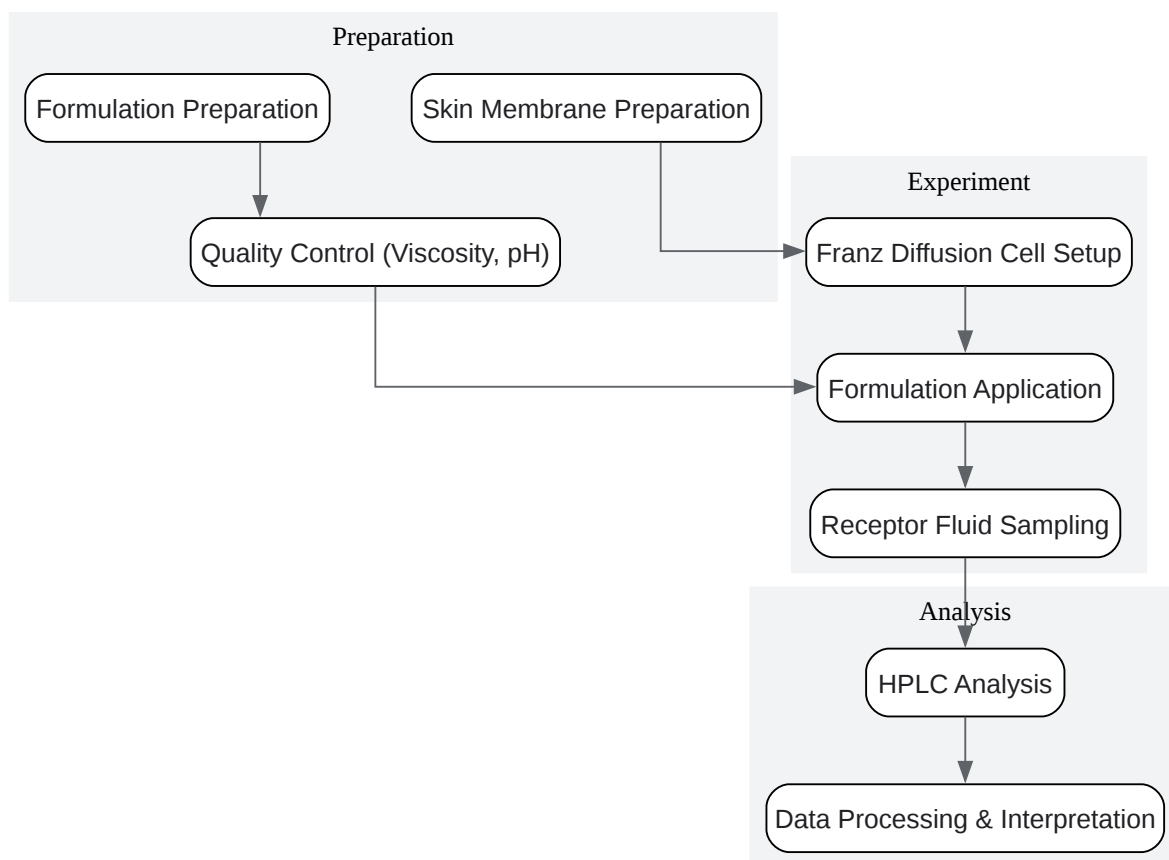 Preparation
Formulation Preparation
Skin Membrane Preparation
Quality Control (Viscosity, pH)
Experiment
Franz Diffusion Cell Setup
Formulation Application
Receptor Fluid Sampling
Analysis
HPLC Analysis
Data Processing & Interpretation